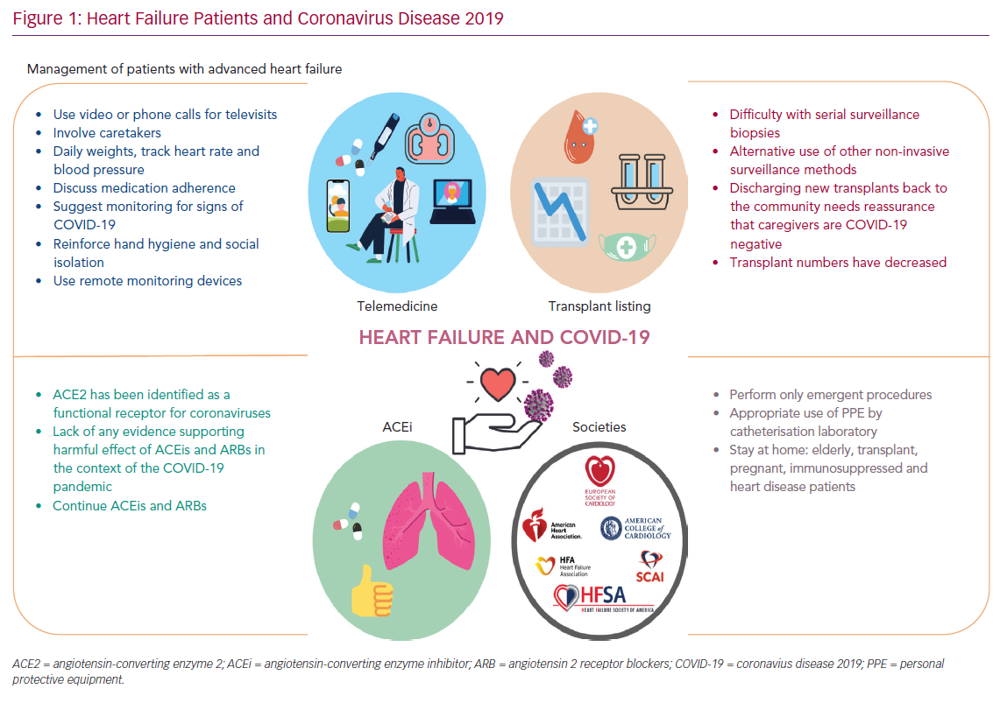 Figure 1: Heart Failure Patients and Coronavirus Disease 2019
Management of patients with advanced heart failure
• Use video or phone calls for televisits
• Involve caretakers
• Daily weights, track heart rate and
blood pressure
• Discuss medication adherence
• Suggest monitoring for signs of
COVID-19
• Reinforce hand hygiene and social
isolation
• Use remote monitoring devices
Telemedicine
Transplant listing
• Difficulty with serial surveillance
biopsies
• Alternative use of other non-invasive
surveillance methods
• Discharging new transplants back to
the community needs reassurance
that caregivers are COVID-19
negative
• Transplant numbers have decreased
HEART FAILURE AND COVID-19
• ACE2 has been identified as a
functional receptor for coronaviruses
• Lack of any evidence supporting
harmful effect of ACEis and ARBs in
the context of the COVID-19
pandemic
• Continue ACEis and ARBs
ACEi
Societies
EUROPEAN
SOCIETY OF
CARDIOLOGY
American
Heart
Association.
AMERICAN
COLLEGE of
CARDIOLOGY
HFA
Heart Failure
Association
SCAI
HFSA
HEART FAILURE SOCIETY OF AMERICA
• Perform only emergent procedures
• Appropriate use of PPE by
catheterisation laboratory
• Stay at home: elderly, transplant,
pregnant, immunosuppressed and
heart disease patients
ACE2 = angiotensin-converting enzyme 2; ACEi = angiotensin-converting enzyme inhibitor; ARB = angiotensin 2 receptor blockers; COVID-19 = coronavius disease 2019; PPE = personal
protective equipment.